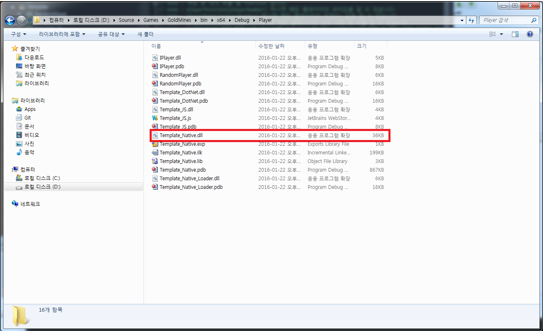 컴퓨터 ▸ 로컬 디스크 (D:) ▸ Source ▸ Games ▸ GoldMines ▸ bin ▸ x64 ▸ Debug ▸ Player
Player 검색
구성 라이브러리에 포함 공유 대상 새 폴더
이름 수정한 날짜 유형 크기
즐겨찾기
다운로드
바탕 화면
최근 위치
라이브러리
라이브러리
Apps
Git
문서
비디오
사진
음악
컴퓨터
로컬 디스크 (C:)
로컬 디스크 (D:)
네트워크
IPlayer.dll 2016-01-22 오후... 응용 프로그램 확장 5KB
IPlayer.pdb 2016-01-22 오후... Program Debug ... 8KB
RandomPlayer.dll 2016-01-22 오후... 응용 프로그램 확장
RandomPlayer.pdb 2016-01-22 오후... Program Debug ... 16KB
Template_DotNet.dll 2016-01-22 오후... 응용 프로그램 확장 6KB
Template_DotNet.pdb 2016-01-22 오후... Program Debug ... 16KB
Template_JS.dll 2016-01-22 오후... 응용 프로그램 확장 4KB
Template_JS.js 2016-01-22 오후... JetBrains WebStor... 4KB
Template_JS.pdb 2016-01-22 오후... Program Debug ... 8KB
Template_Native.dll 2016-01-22 오후... 응용 프로그램 확장
Template_Native.exp 2016-01-22 오후... Exports Library File 1KB
Template_Native.ilk 2016-01-22 오후... Incremental Linke... 199KB
Template_Native.lib 2016-01-22 오후... Object File Library 3KB
Template_Native.pdb 2016-01-22 오후... Program Debug ... 867KB
Template_Native_Loader.dll 2016-01-22 오후... 응용 프로그램 확장 6KB
Template_Native_Loader.pdb 2016-01-22 오후... Program Debug ... 16KB
16개 항목